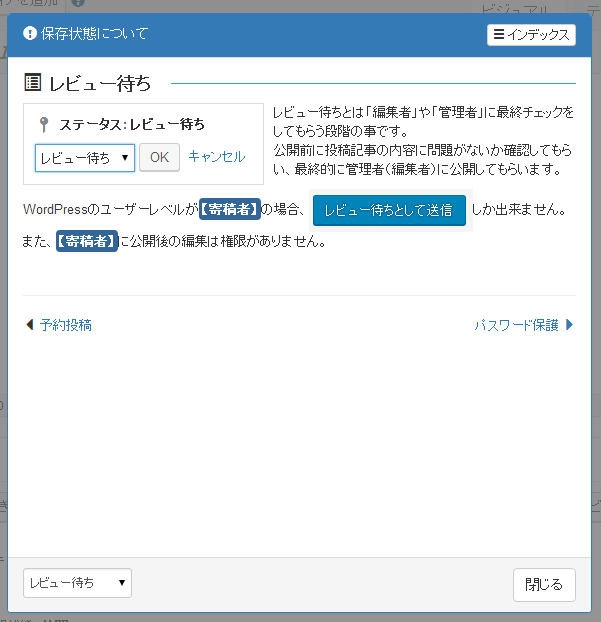 ビジュアル
保存状態について
インデックス
レビュー待ち
ステータス：レビュー待ち
レビュー待ち
OK
キャンセル
レビュー待ちとは「編集者」や「管理者」に最終チェックを
してもらう段階の事です。
公開前に投稿記事の内容に問題がないか確認してもら
い、最終的に管理者(編集者)に公開してもらいます。
WordPressのユーザーレベルが【寄稿者】の場合、 レビュー待ちとして送信 しか出来ません。
また、【寄稿者】に公開後の編集は権限がありません。
予約投稿
パスワード保護
レビュー待ち
閉じる